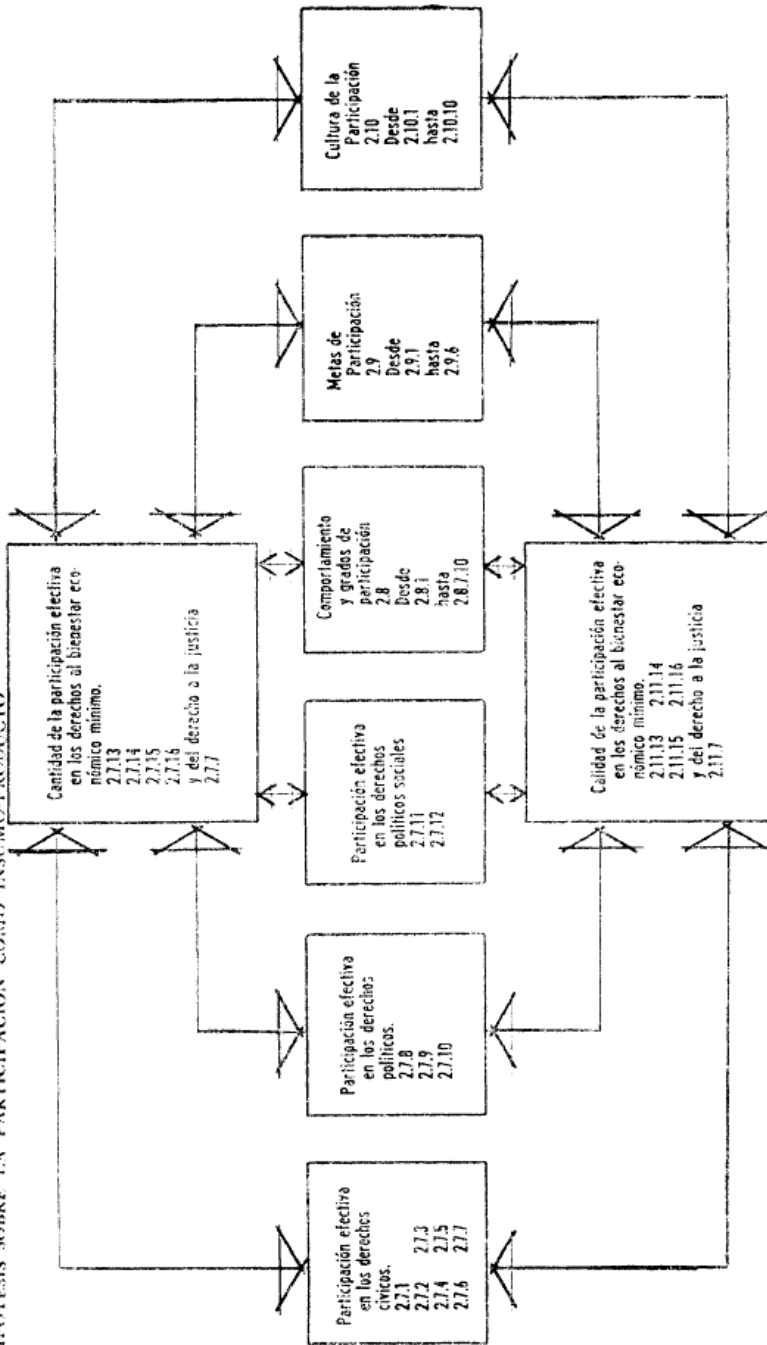 SOBRE LA PARTICIPACIÓN COMO INSUMO/PRODUCTO
Cantidad de la participación efectiva
en los derechos al bienestar eco-
nómico mínimo.
2.7.13
2.7.14
2.7.15
2.7.16
y del derecho a la justicia
2.7.7
Participación efectiva
en los derechos
cívicos.
2.7.1
2.7.2 2.7.3
2.7.4 2.7.5
2.7.6 2.7.7
Participación efectiva
en los derechos
políticos.
2.7.8
2.7.9
2.7.10
Participación efectiva
en los derechos
políticos sociales
2.7.11
2.7.12
Comportamiento
y grados de
participación
2.8
Desde
2.8.1
hasta
2.8.7.10
Metas de
Participación
2.9
Desde
2.9.1
hasta
2.9.6
Cultura de la
Participación
2.10
Desde
2.10.1
hasta
2.10.10
Calidad de la participación efectiva
en los derechos al bienestar eco-
nómico mínimo.
2.11.13 2.11.14
2.11.15 2.11.16
y del derecho a la justicia
2.11.7